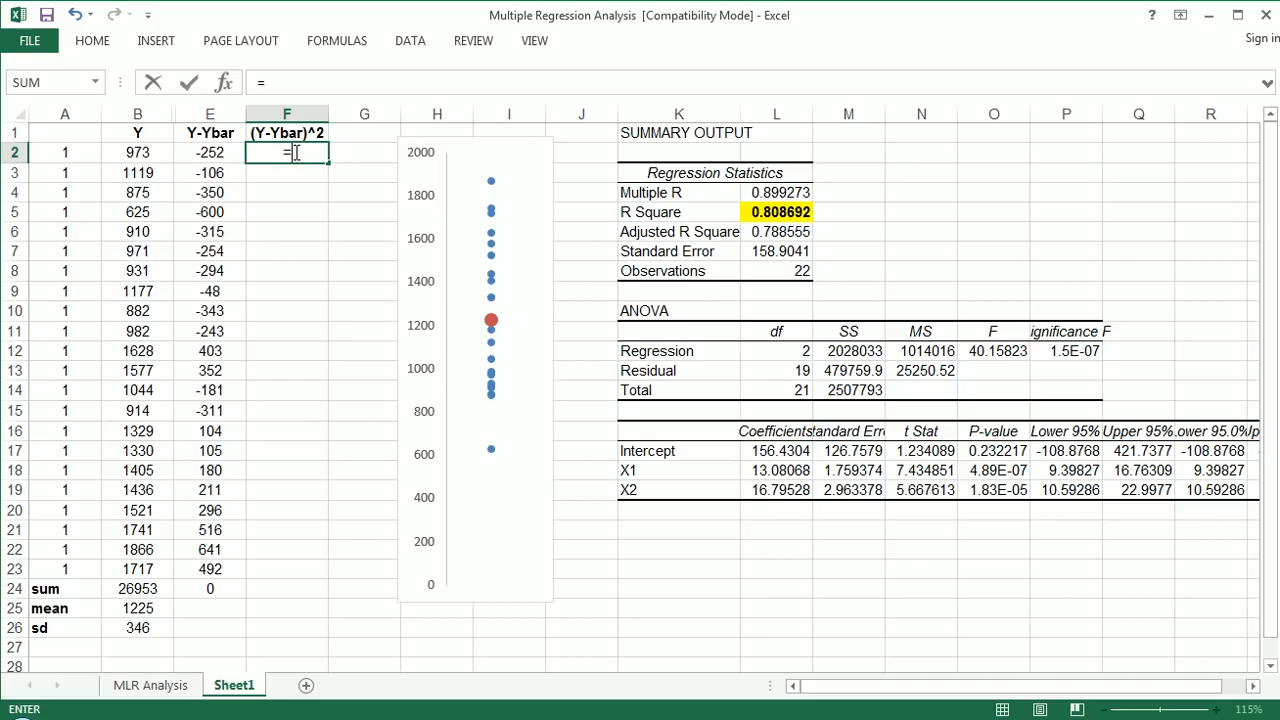 Multiple Regression Analysis [Compatibility Mode] - Excel
?
FILE HOME INSERT PAGE LAYOUT FORMULAS DATA REVIEW VIEW Sign in
SUM fx =
A B E F G H I J K L M N O P Q R
1 Y Y-Ybar (Y-Ybar)^2 SUMMARY OUTPUT
2 1 973 -252 = 2000
3 1 1119 -106 Regression Statistics
4 1 875 -350 1800 Multiple R 0.899273
5 1 625 -600 R Square 0.808692
6 1 910 -315 1600 Adjusted R Square 0.788555
7 1 971 -254 Standard Error 158.9041
8 1 931 -294 1400 Observations 22
9 1 1177 -48
10 1 882 -343 1200 ANOVA
11 1 982 -243 df SS MS F ignificance F
12 1 1628 403 Regression 2 2028033 1014016 40.15823 1.5E-07
13 1 1577 352 1000 Residual 19 479759.9 25250.52
14 1 1044 -181 Total 21 2507793
15 1 914 -311 800
16 1 1329 104 Coefficients tandard Erro t Stat P-value Lower 95% Upper 95% ower 95.0% Ip
17 1 1330 105 600 Intercept 156.4304 126.7579 1.234089 0.232217 -108.8768 421.7377 -108.8768
18 1 1405 180 X1 13.08068 1.759374 7.434851 4.89E-07 9.39827 16.76309 9.39827
19 1 1436 211 400 X2 16.79528 2.963378 5.667613 1.83E-05 10.59286 22.9977 10.59286
20 1 1521 296
21 1 1741 516 200
22 1 1866 641
23 1 1717 492 0
24 sum 26953 0
25 mean 1225
26 sd 346
27
28
MLR Analysis Sheet1
ENTER 115%